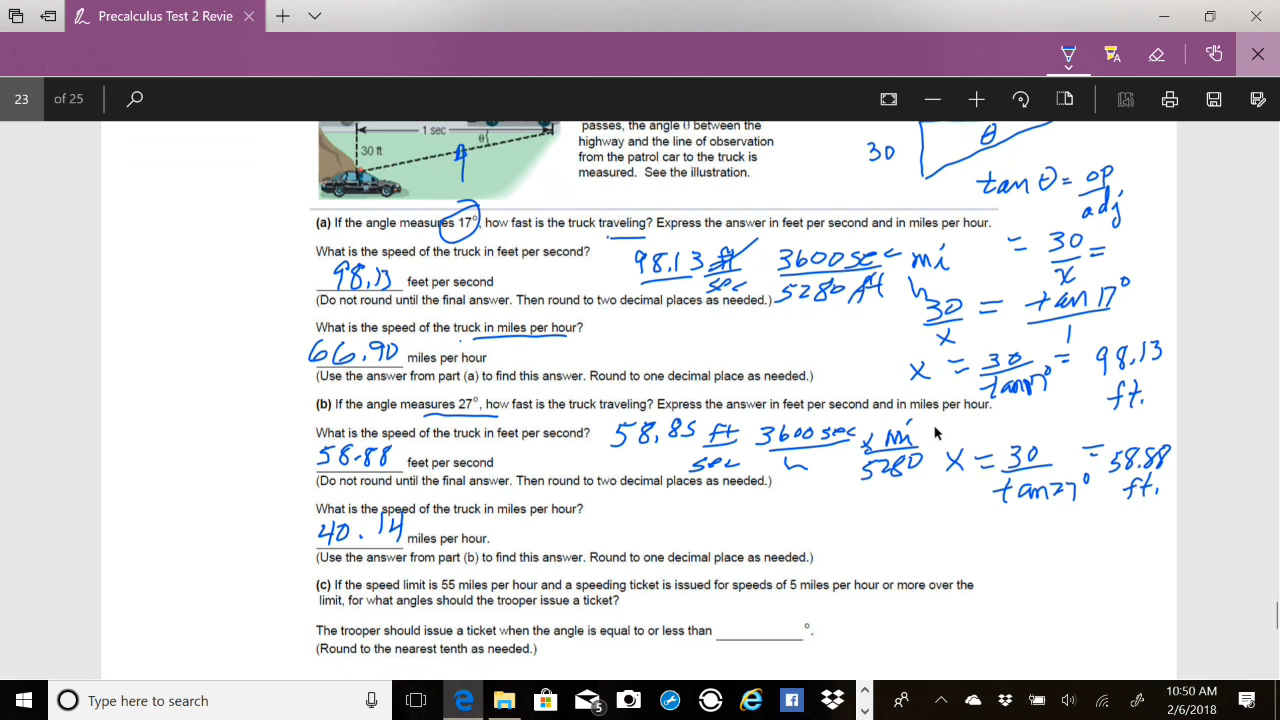 Precalculus Test 2 Revie
23 of 25
1 sec
θ
30 ft
passes, the angle θ between the
highway and the line of observation
from the patrol car to the truck is
measured. See the illustration.
30
θ
tan θ = op
adj
= 30 =
x
(a) If the angle measures 17°, how fast is the truck traveling? Express the answer in feet per second and in miles per hour.
What is the speed of the truck in feet per second?
98.13 feet per second
98.13 ft 3600 sec mi
sec 5280 ft h
(Do not round until the final answer. Then round to two decimal places as needed.)
30 = tan 17°
x 1
What is the speed of the truck in miles per hour?
66.90 miles per hour
x = 30 = 98.13
tan 17° ft.
(Use the answer from part (a) to find this answer. Round to one decimal place as needed.)
(b) If the angle measures 27°, how fast is the truck traveling? Express the answer in feet per second and in miles per hour.
What is the speed of the truck in feet per second?
58.85 ft 3600 sec x mi
sec h 5280
58.88 feet per second
x = 30 = 58.88
tan 27° ft.
(Do not round until the final answer. Then round to two decimal places as needed.)
What is the speed of the truck in miles per hour?
40.14 miles per hour.
(Use the answer from part (b) to find this answer. Round to one decimal place as needed.)
(c) If the speed limit is 55 miles per hour and a speeding ticket is issued for speeds of 5 miles per hour or more over the
limit, for what angles should the trooper issue a ticket?
The trooper should issue a ticket when the angle is equal to or less than °.
(Round to the nearest tenth as needed.)
Type here to search
5
10:50 AM
2/6/2018